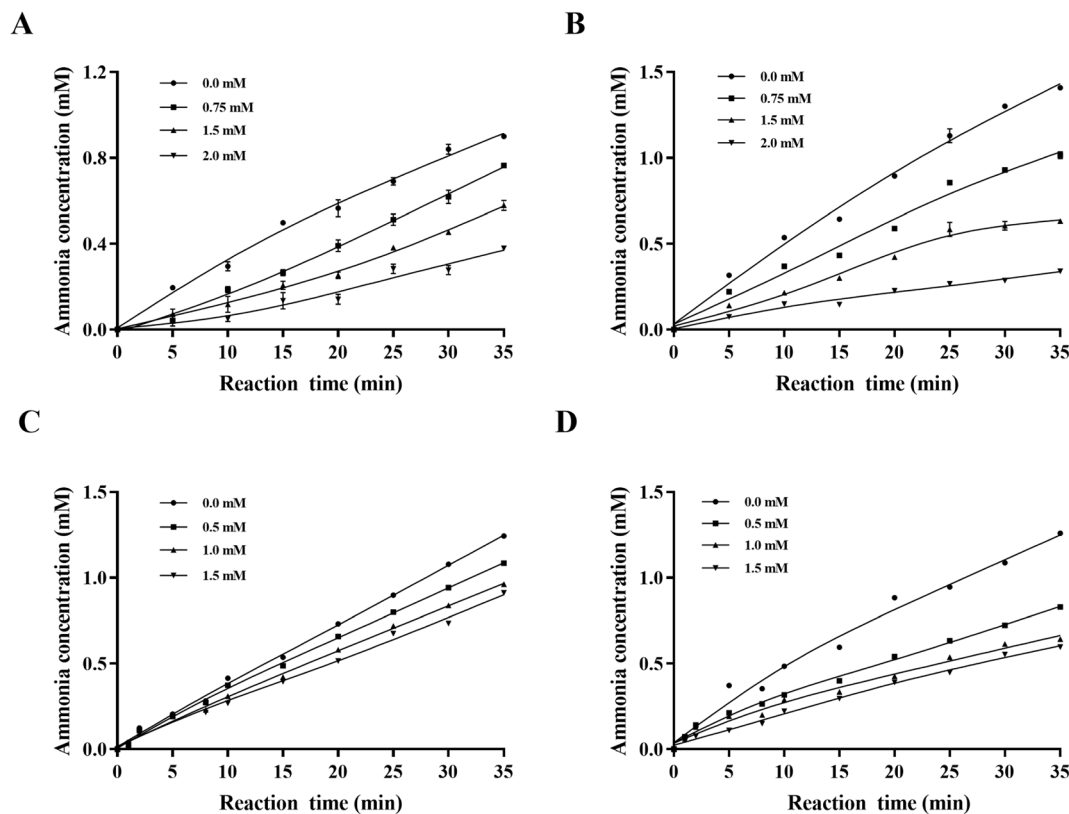 A
Ammonia concentration (mM)
1.2
0.8
0.4
0.0
0.0 mM
0.75 mM
1.5 mM
2.0 mM
0 5 10 15 20 25 30 35
Reaction time (min)
B
Ammonia concentration (mM)
1.5
1.0
0.5
0.0
0.0 mM
0.75 mM
1.5 mM
2.0 mM
0 5 10 15 20 25 30 35
Reaction time (min)
C
Ammonia concentration (mM)
1.5
1.0
0.5
0.0
0.0 mM
0.5 mM
1.0 mM
1.5 mM
0 5 10 15 20 25 30 35
Reaction time (min)
D
Ammonia concentration (mM)
1.5
1.0
0.5
0.0
0.0 mM
0.5 mM
1.0 mM
1.5 mM
0 5 10 15 20 25 30 35
Reaction time (min)